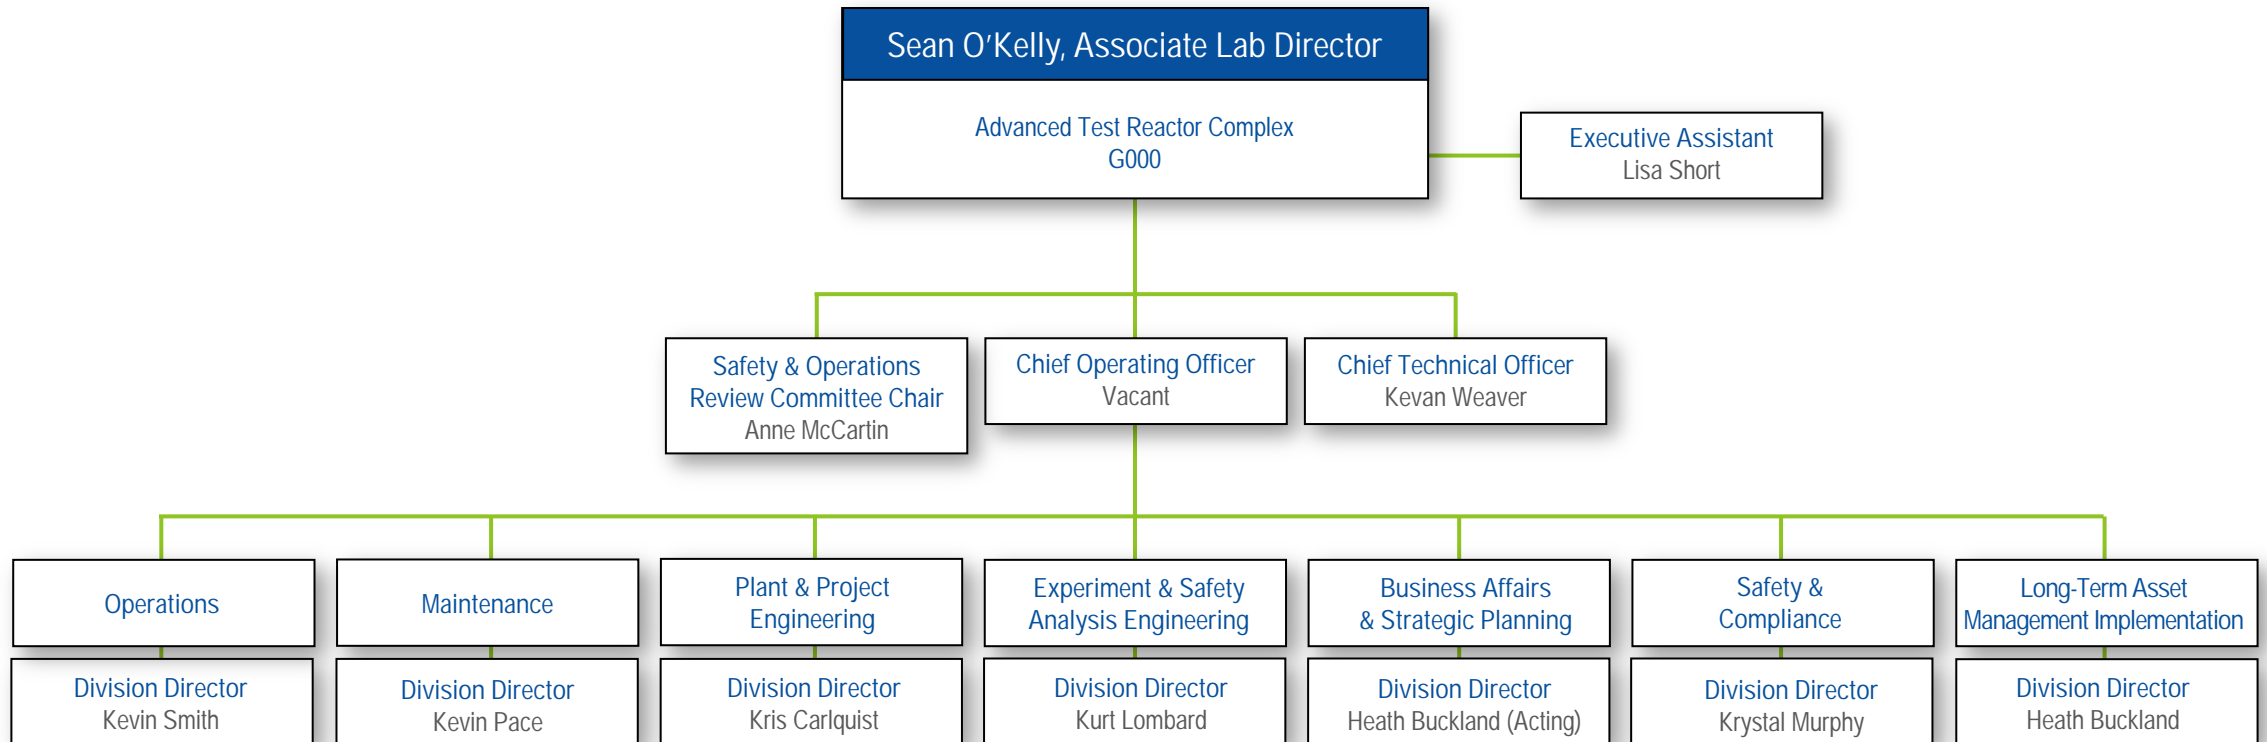 Sean O'Kelly, Associate Lab Director
Advanced Test Reactor Complex
G000
Executive Assistant
Lisa Short
Safety & Operations
Review Committee Chair
Anne McCartin
Chief Operating Officer
Vacant
Chief Technical Officer
Kevan Weaver
Operations
Division Director
Kevin Smith
Maintenance
Division Director
Kevin Pace
Plant & Project
Engineering
Division Director
Kris Carlquist
Experiment & Safety
Analysis Engineering
Division Director
Kurt Lombard
Business Affairs
& Strategic Planning
Division Director
Heath Buckland (Acting)
Safety &
Compliance
Division Director
Krystal Murphy
Long-Term Asset
Management Implementation
Division Director
Heath Buckland